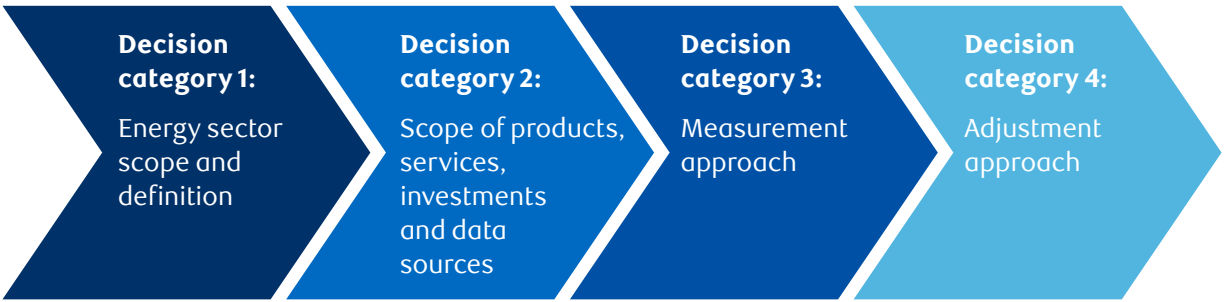 Decision
category 1:
Energy sector
scope and
definition
Decision
category 2:
Scope of products,
services,
investments
and data
sources
Decision
category 3:
Measurement
approach
Decision
category 4:
Adjustment
approach